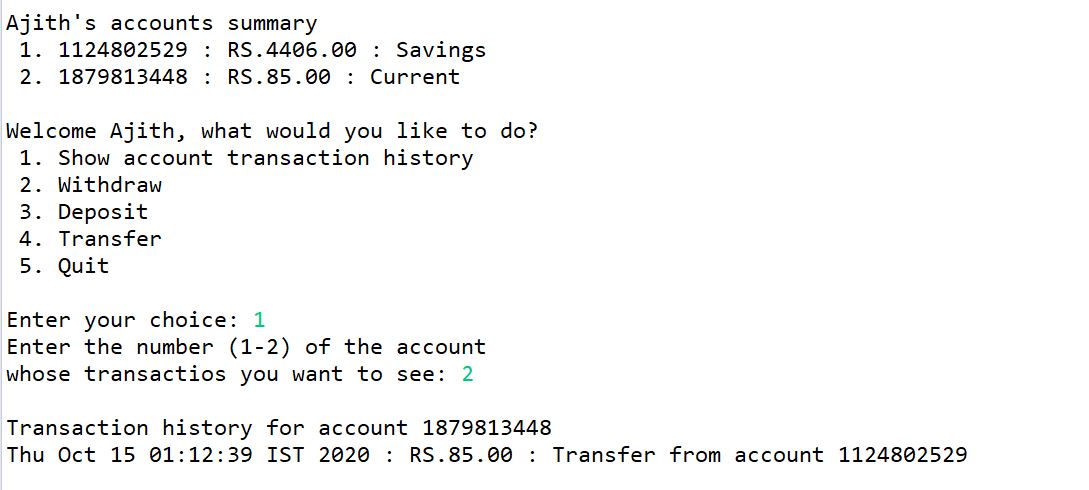 Ajith's accounts summary
1. 1124802529 : RS.4406.00 : Savings
2. 1879813448 : RS.85.00 : Current
Welcome Ajith, what would you like to do?
1. Show account transaction history
2. Withdraw
3. Deposit
4. Transfer
5. Quit
Enter your choice: 1
Enter the number (1-2) of the account
whose transactios you want to see: 2
Transaction history for account 1879813448
Thu Oct 15 01:12:39 IST 2020 : RS.85.00 : Transfer from account 1124802529